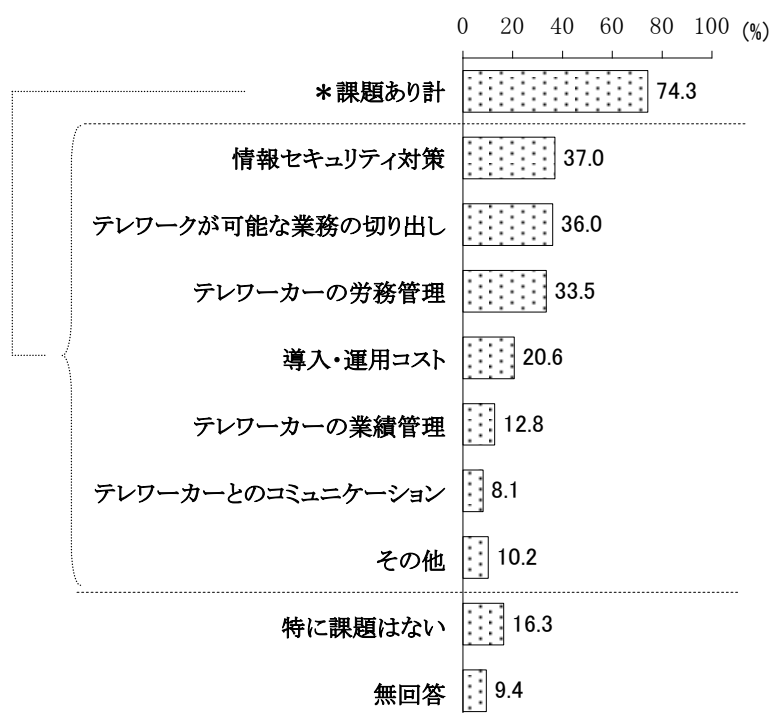 0 20 40 60 80 100 (%)
＊課題あり計 74.3
情報セキュリティ対策 37.0
テレワークが可能な業務の切り出し 36.0
テレワーカーの労務管理 33.5
導入・運用コスト 20.6
テレワーカーの業績管理 12.8
テレワーカーとのコミュニケーション 8.1
その他 10.2
特に課題はない 16.3
無回答 9.4